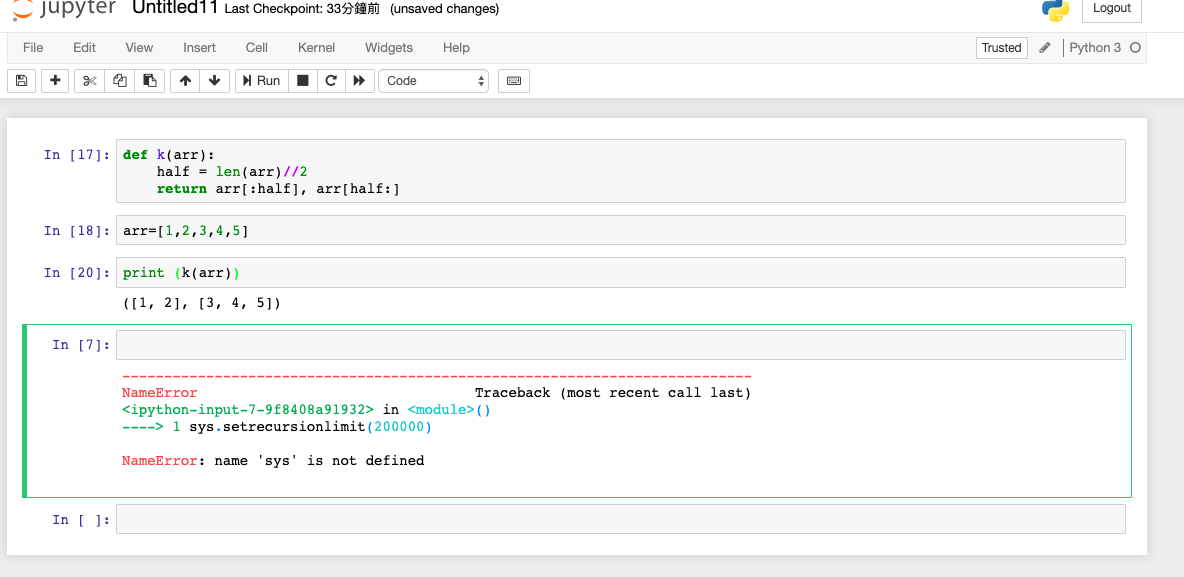 jupyter Untitled11 Last Checkpoint: 33分鐘前 (unsaved changes) Logout
File Edit View Insert Cell Kernel Widgets Help Trusted Python 3
Run Code
In [17]: def k(arr):
    half = len(arr)//2
    return arr[:half], arr[half:]
In [18]: arr=[1,2,3,4,5]
In [20]: print (k(arr))
([1, 2], [3, 4, 5])
In [7]:
---------------------------------------------------------------------------
NameError                                 Traceback (most recent call last)
<ipython-input-7-9f8408a91932> in <module>()
----> 1 sys.setrecursionlimit(200000)
NameError: name 'sys' is not defined
In [ ]: